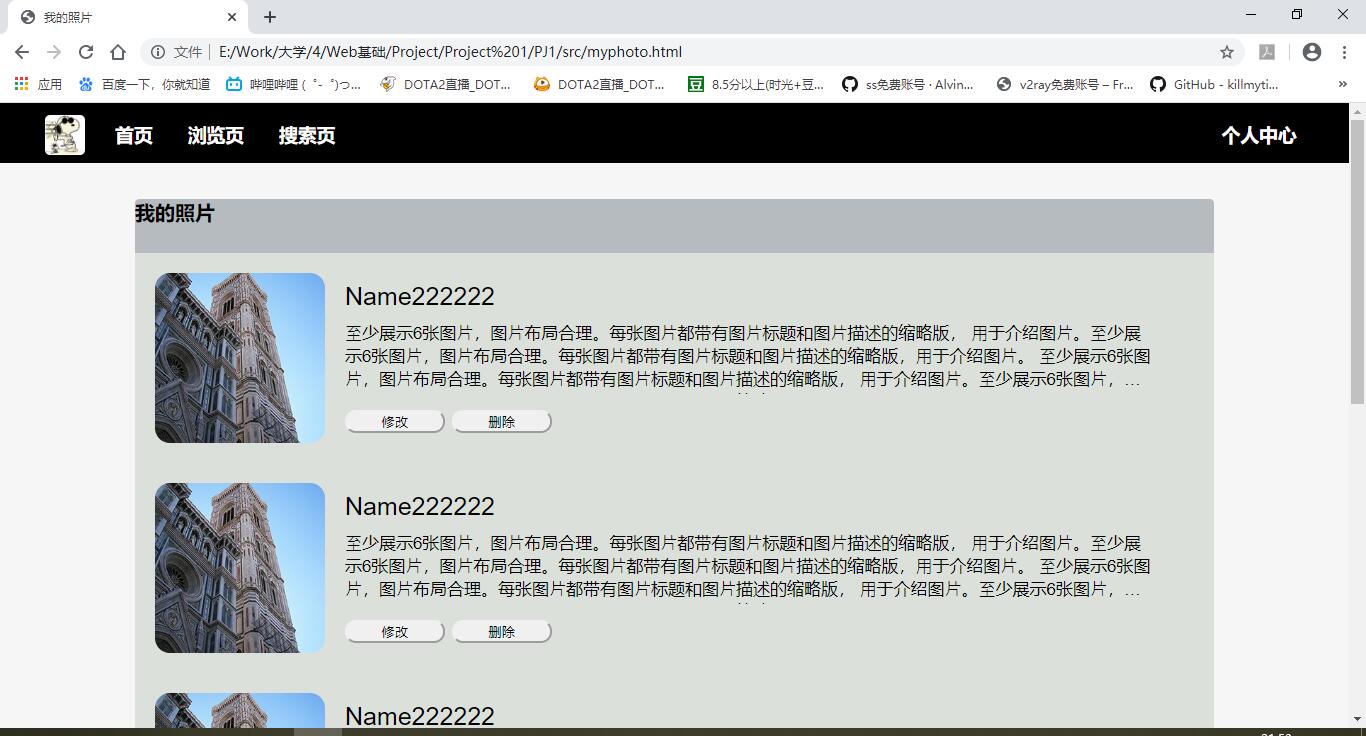 我的照片
文件 E:/Work/大学/4/Web基础/Project/Project%201/PJ1/src/myphoto.html
应用 百度一下，你就知道 哔哩哔哩 (゜-゜)つ... DOTA2直播_DOT... DOTA2直播_DOT... 8.5分以上(时光+豆... ss免费账号 · Alvin... v2ray免费账号 – Fr... GitHub - killmyti... »
首页 浏览页 搜索页 个人中心
我的照片
Name222222
至少展示6张图片，图片布局合理。每张图片都带有图片标题和图片描述的缩略版， 用于介绍图片。至少展
示6张图片，图片布局合理。每张图片都带有图片标题和图片描述的缩略版，用于介绍图片。 至少展示6张图
片，图片布局合理。每张图片都带有图片标题和图片描述的缩略版， 用于介绍图片。至少展示6张图片，...
修改 删除
Name222222
至少展示6张图片，图片布局合理。每张图片都带有图片标题和图片描述的缩略版， 用于介绍图片。至少展
示6张图片，图片布局合理。每张图片都带有图片标题和图片描述的缩略版，用于介绍图片。 至少展示6张图
片，图片布局合理。每张图片都带有图片标题和图片描述的缩略版， 用于介绍图片。至少展示6张图片，...
修改 删除
Name222222